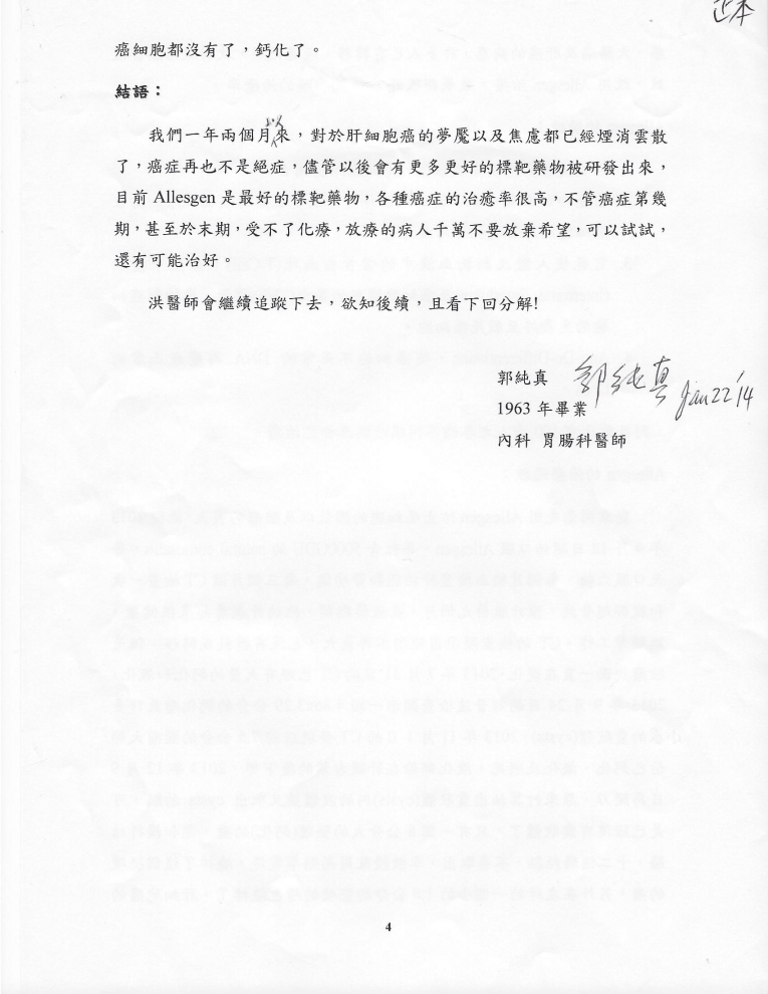 正本
癌細胞都沒有了，鈣化了。
結語：
我們一年兩個月以來，對於肝細胞癌的夢魘以及焦慮都已經煙消雲散
了，癌症再也不是絕症，儘管以後會有更多更好的標靶藥物被研發出來，
目前 Allesgen 是最好的標靶藥物，各種癌症的治癒率很高，不管癌症第幾
期，甚至於末期，受不了化療，放療的病人千萬不要放棄希望，可以試試，
還有可能治好。
洪醫師會繼續追蹤下去，欲知後續，且看下回分解!
郭純真 郭純真 Jan 22 '14
1963 年畢業
內科 胃腸科醫師
4